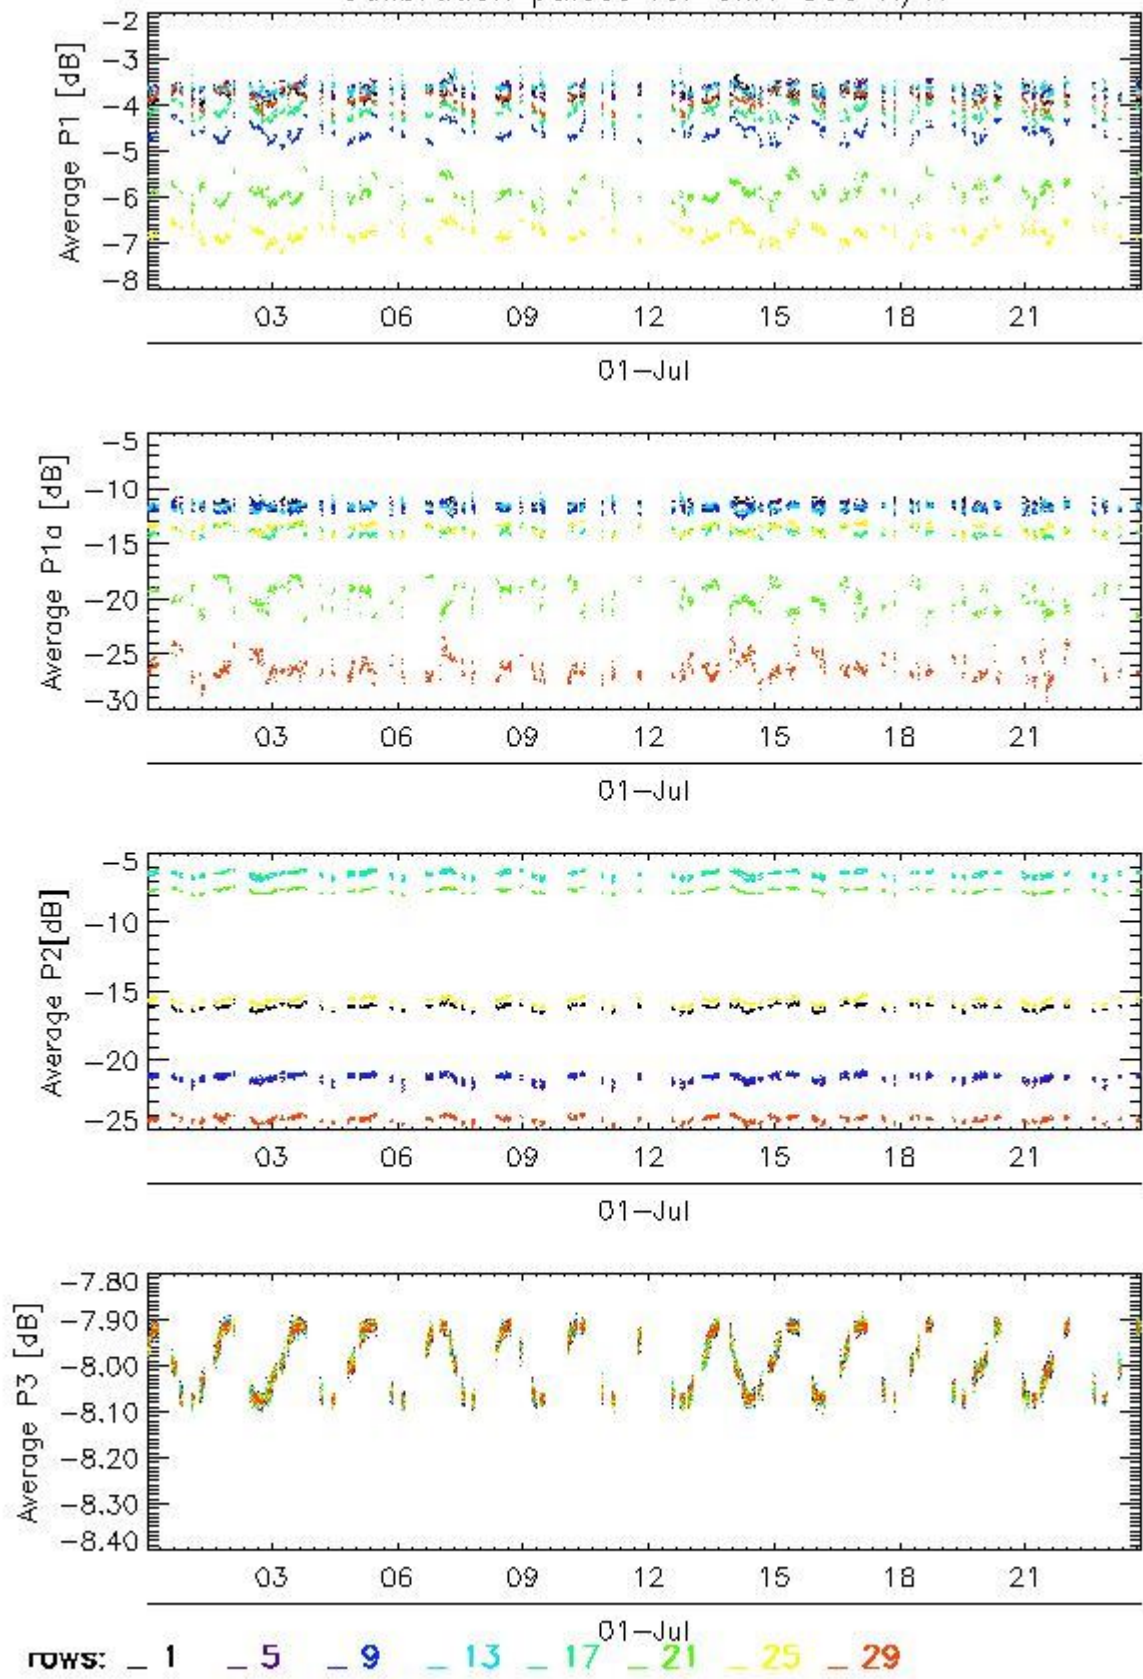 -2
-3
-4
-5
-6
-7
-8
Average P1 [dB]
03 06 09 12 15 18 21
01-Jul
-5
-10
-15
-20
-25
-30
Average P1a [dB]
03 06 09 12 15 18 21
01-Jul
-5
-10
-15
-20
-25
Average P2[dB]
03 06 09 12 15 18 21
01-Jul
-7.80
-7.90
-8.00
-8.10
-8.20
-8.30
-8.40
Average P3 [dB]
03 06 09 12 15 18 21
01-Jul
rows: _ 1 _ 5 _ 9 _ 13 _ 17 _ 21 _ 25 _ 29